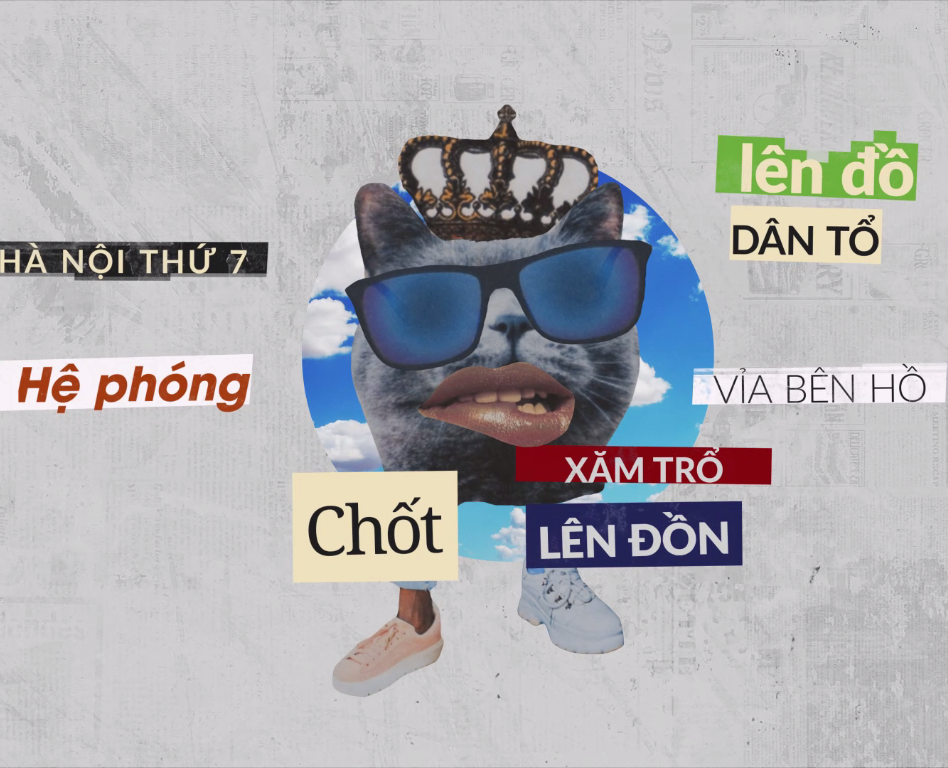 lên đồ
DÂN TỔ
HÀ NỘI THỨ 7
Hệ phóng
VỈA BÊN HỒ
XĂM TRỔ
Chốt
LÊN ĐỒN